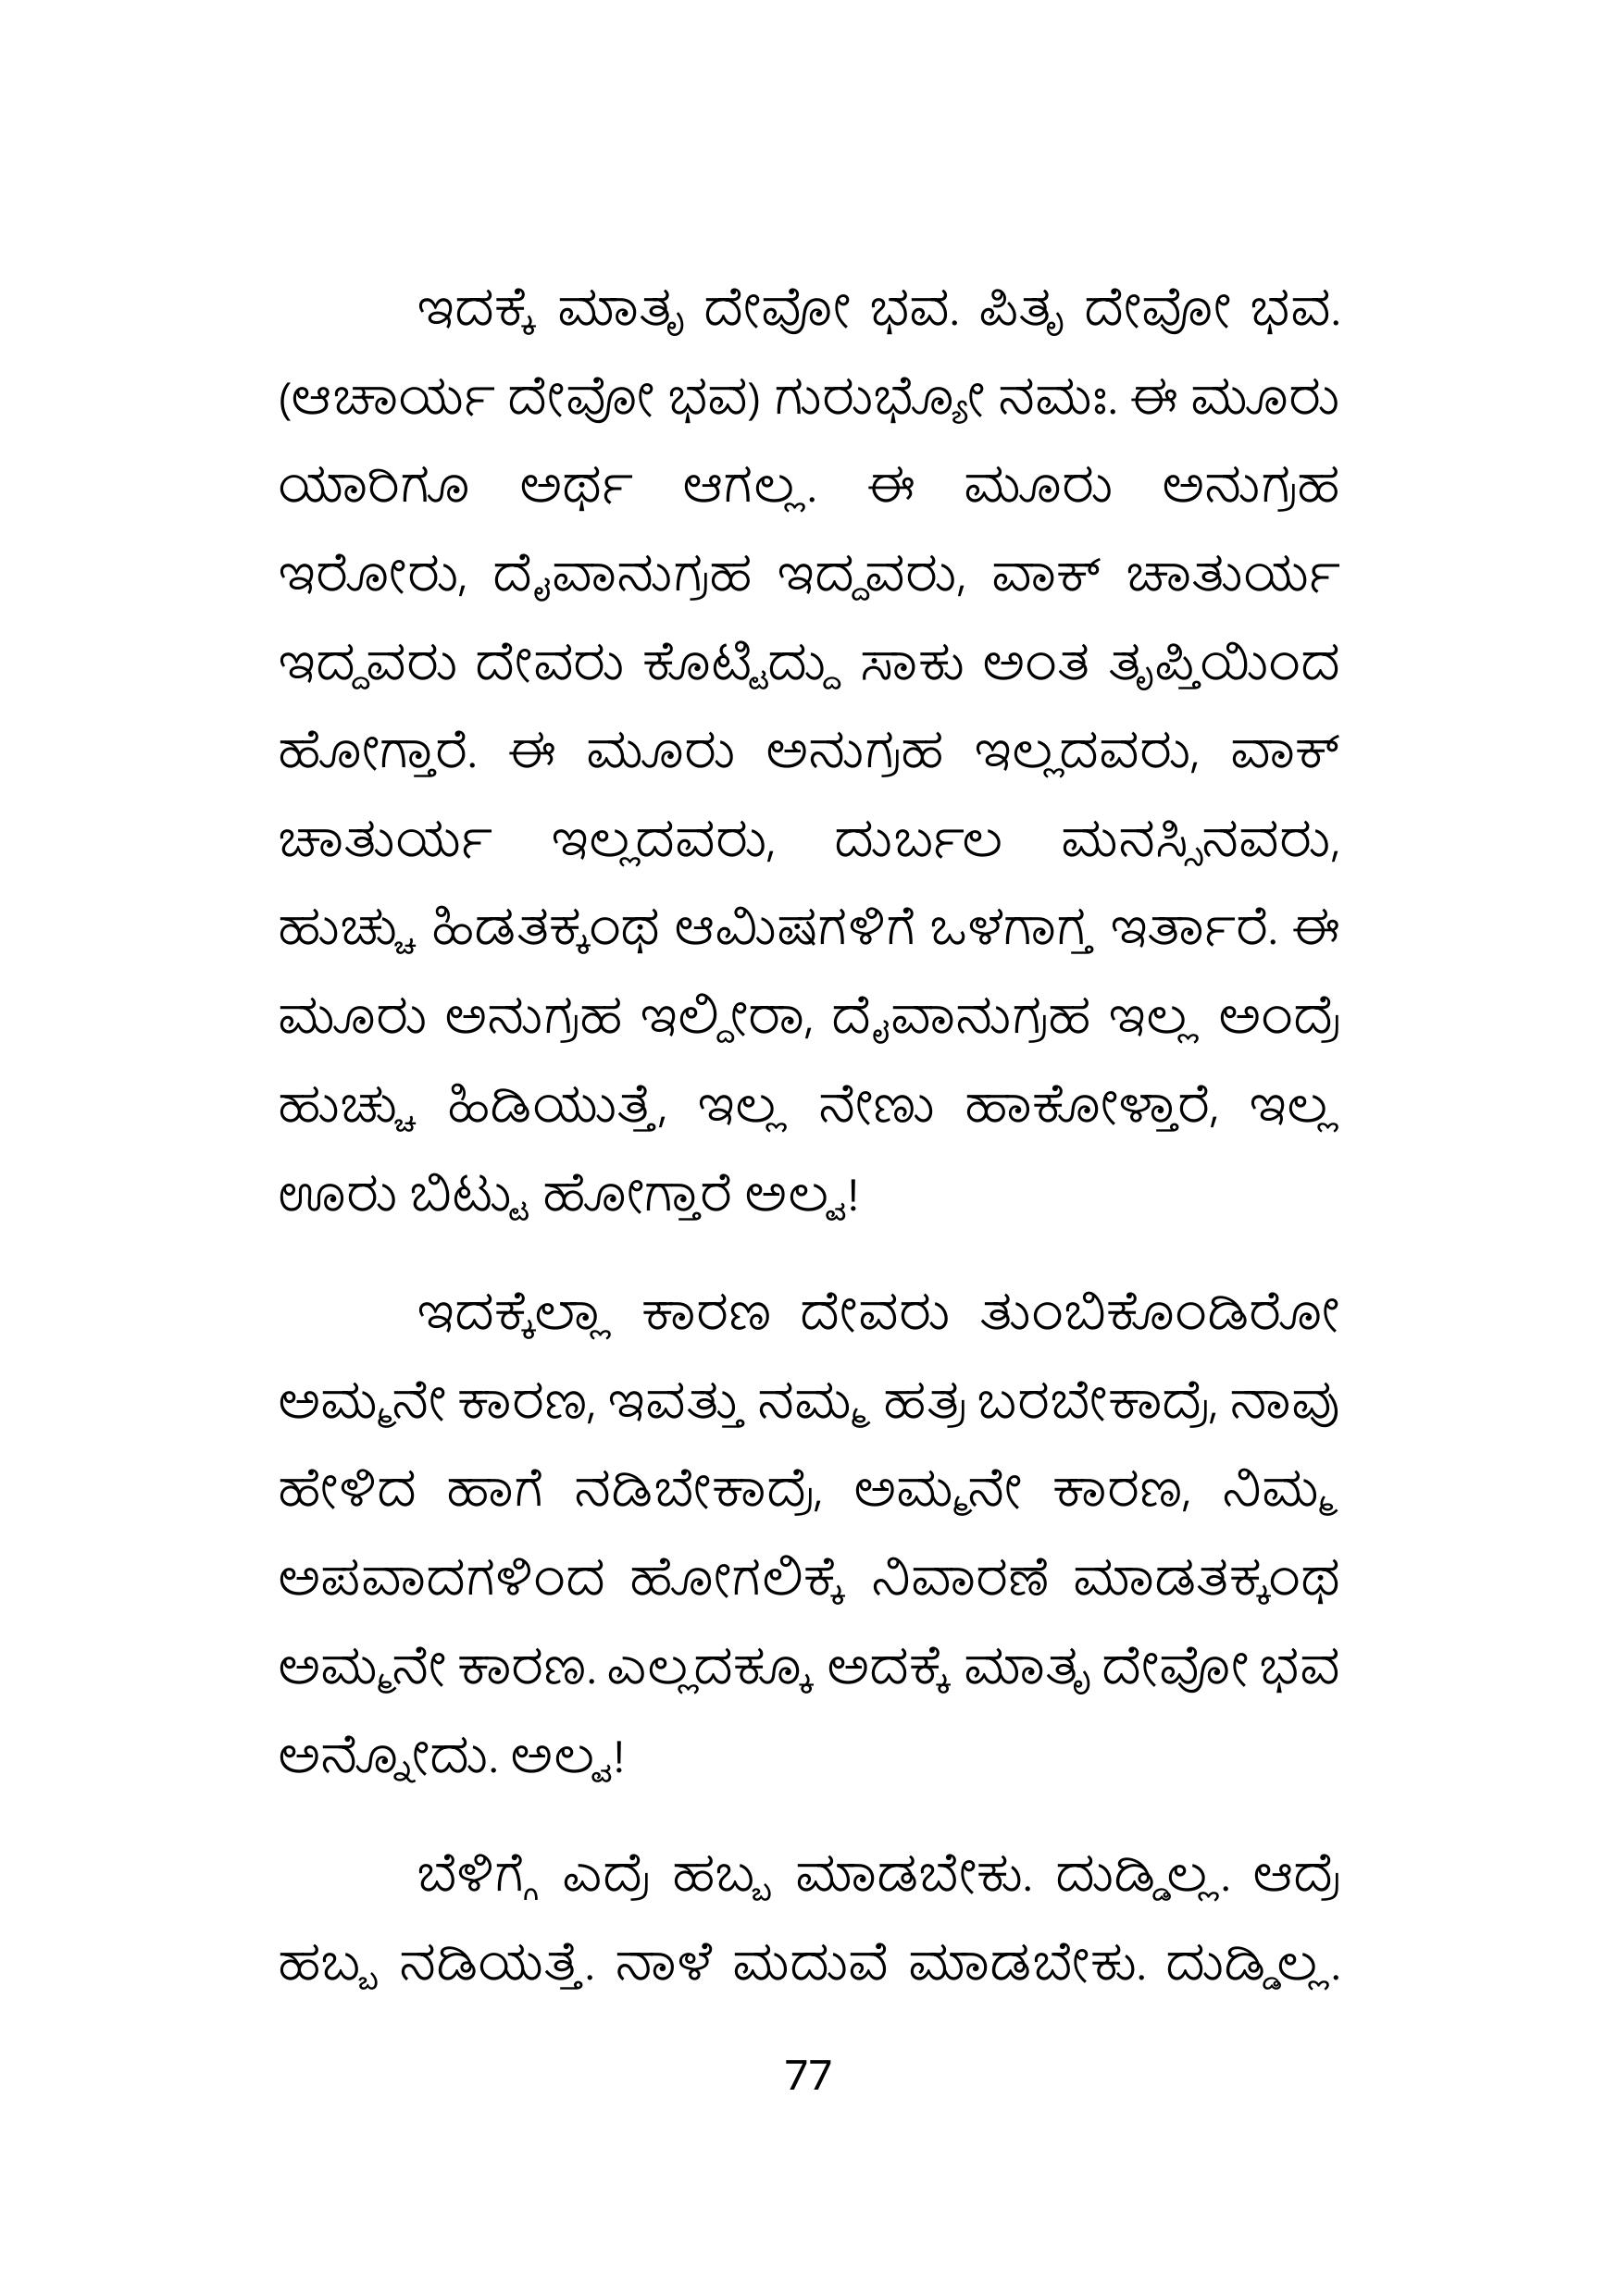 ಇದಕ್ಕೆ ಮಾತೃ ದೇವೋ ಭವ. ಪಿತೃ ದೇವೋ ಭವ.
(ಆಚಾರ್ಯ ದೇವೋ ಭವ) ಗುರುಭ್ಯೋ ನಮಃ. ಈ ಮೂರು
ಯಾರಿಗೂ ಅರ್ಥ ಆಗಲ್ಲ. ಈ ಮೂರು ಅನುಗ್ರಹ
ಇರೋರು, ದೈವಾನುಗ್ರಹ ಇದ್ದವರು, ವಾಕ್ ಚಾತುರ್ಯ
ಇದ್ದವರು ದೇವರು ಕೊಟ್ಟಿದ್ದು ಸಾಕು ಅಂತ ತೃಪ್ತಿಯಿಂದ
ಹೋಗ್ತಾರೆ. ಈ ಮೂರು ಅನುಗ್ರಹ ಇಲ್ಲದವರು, ವಾಕ್
ಚಾತುರ್ಯ ಇಲ್ಲದವರು, ದುರ್ಬಲ ಮನಸ್ಸಿನವರು,
ಹುಚ್ಚು ಹಿಡತಕ್ಕಂಥ ಆಮಿಷಗಳಿಗೆ ಒಳಗಾಗ್ತ ಇರ್ತಾರೆ. ಈ
ಮೂರು ಅನುಗ್ರಹ ಇಲ್ದೀರಾ, ದೈವಾನುಗ್ರಹ ಇಲ್ಲ ಅಂದ್ರೆ
ಹುಚ್ಚು ಹಿಡಿಯುತ್ತೆ, ಇಲ್ಲ ನೇಣು ಹಾಕೋಳ್ತಾರೆ, ಇಲ್ಲ
ಊರು ಬಿಟ್ಟು ಹೋಗ್ತಾರೆ ಅಲ್ವ!
ಇದಕ್ಕೆಲ್ಲಾ ಕಾರಣ ದೇವರು ತುಂಬಿಕೊಂಡಿರೋ
ಅಮ್ಮನೇ ಕಾರಣ, ಇವತ್ತು ನಮ್ಮ ಹತ್ರ ಬರಬೇಕಾದ್ರೆ, ನಾವು
ಹೇಳಿದ ಹಾಗೆ ನಡಿಬೇಕಾದ್ರೆ, ಅಮ್ಮನೇ ಕಾರಣ, ನಿಮ್ಮ
ಅಪವಾದಗಳಿಂದ ಹೋಗಲಿಕ್ಕೆ ನಿವಾರಣೆ ಮಾಡತಕ್ಕಂಥ
ಅಮ್ಮನೇ ಕಾರಣ. ಎಲ್ಲದಕ್ಕೂ ಅದಕ್ಕೆ ಮಾತೃ ದೇವೋ ಭವ
ಅನ್ನೋದು. ಅಲ್ವ!
ಬೆಳಿಗ್ಗೆ ಎದ್ರೆ ಹಬ್ಬ ಮಾಡಬೇಕು. ದುಡ್ಡಿಲ್ಲ. ಆದ್ರೆ
ಹಬ್ಬ ನಡಿಯತ್ತೆ. ನಾಳೆ ಮದುವೆ ಮಾಡಬೇಕು. ದುಡ್ಡಿಲ್ಲ.
77